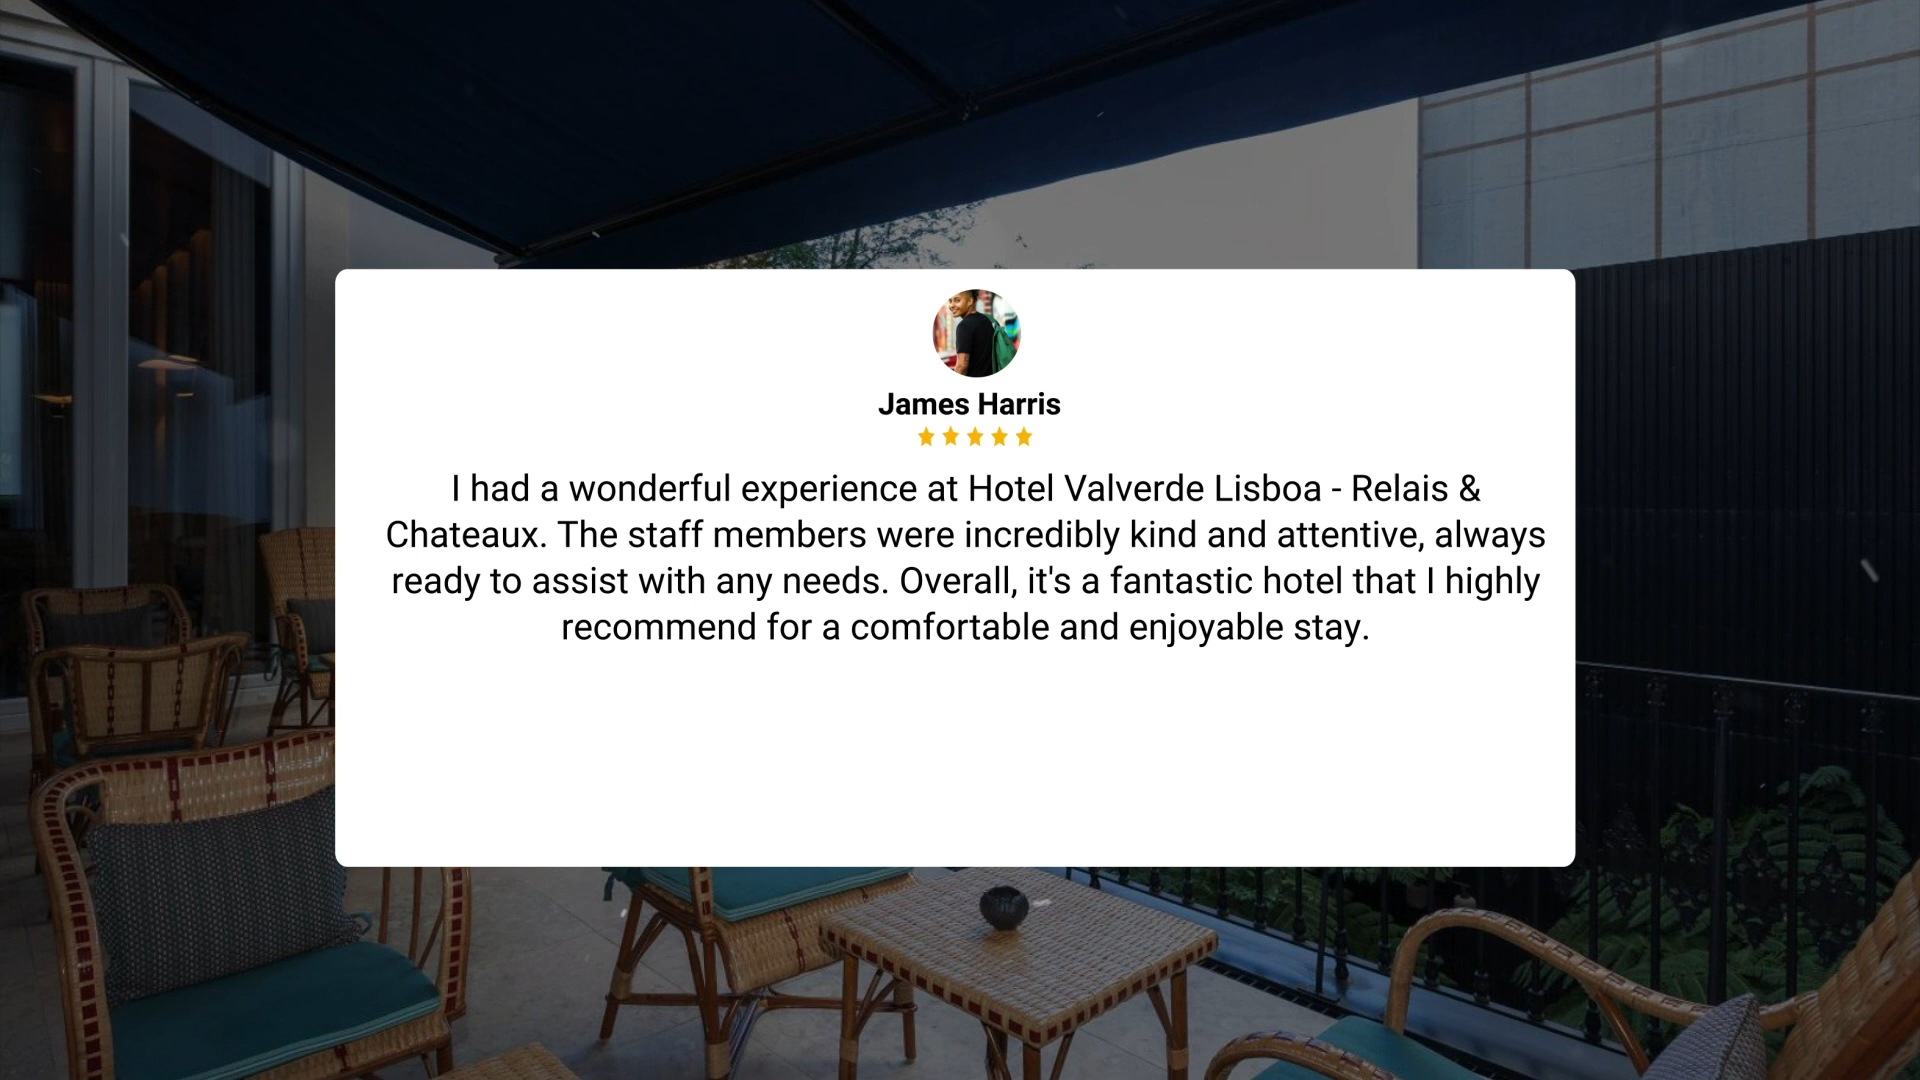 James Harris
I had a wonderful experience at Hotel Valverde Lisboa - Relais &
Chateaux. The staff members were incredibly kind and attentive, always
ready to assist with any needs. Overall, it's a fantastic hotel that I highly
recommend for a comfortable and enjoyable stay.